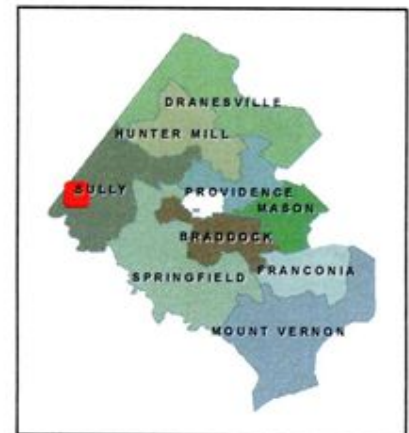 DRANESVILLE
HUNTER MILL
SULLY
PROVIDENCE
MASON
BRADDOCK
SPRINGFIELD
FRANCONIA
MOUNT VERNON